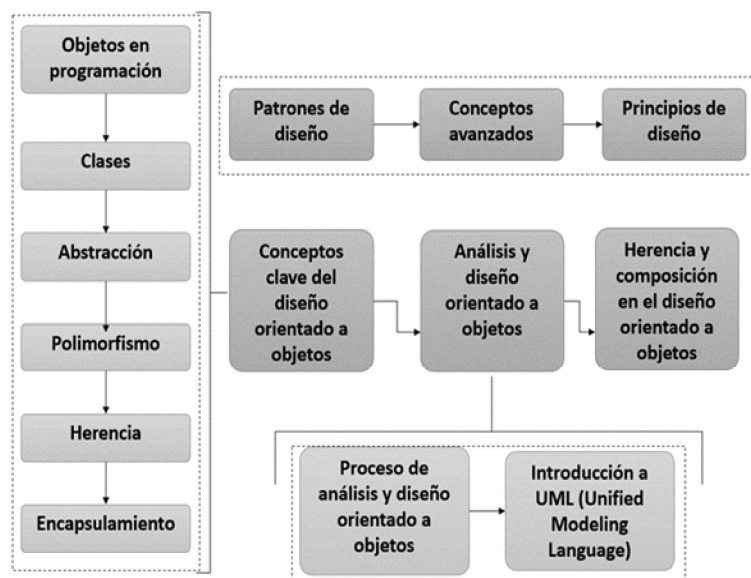 Objetos en
programación
Clases
Abstracción
Polimorfismo
Herencia
Encapsulamiento
Patrones de
diseño
Conceptos
avanzados
Principios de
diseño
Conceptos
clave del
diseño
orientado a
objetos
Análisis y
diseño
orientado a
objetos
Herencia y
composición
en el diseño
orientado a
objetos
Proceso de
análisis y diseño
orientado a
objetos
Introducción a
UML (Unified
Modeling
Language)